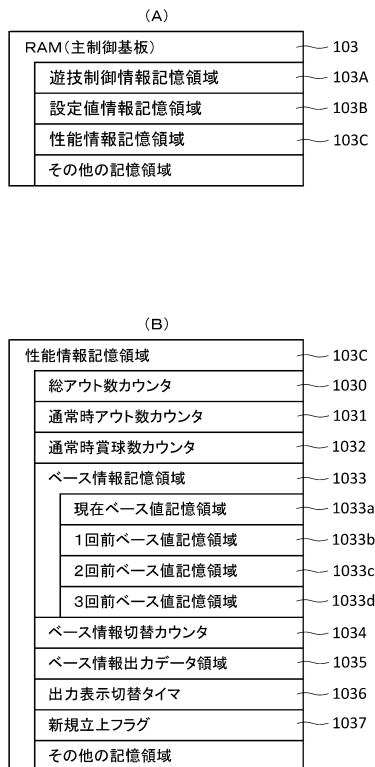 (A)
RAM(主制御基板) 103
遊技制御情報記憶領域 103A
設定値情報記憶領域 103B
性能情報記憶領域 103C
その他の記憶領域
(B)
性能情報記憶領域 103C
総アウト数カウンタ 1030
通常時アウト数カウンタ 1031
通常時賞球数カウンタ 1032
ベース情報記憶領域 1033
現在ベース値記憶領域 1033a
1回前ベース値記憶領域 1033b
2回前ベース値記憶領域 1033c
3回前ベース値記憶領域 1033d
ベース情報切替カウンタ 1034
ベース情報出力データ領域 1035
出力表示切替タイマ 1036
新規立上フラグ 1037
その他の記憶領域